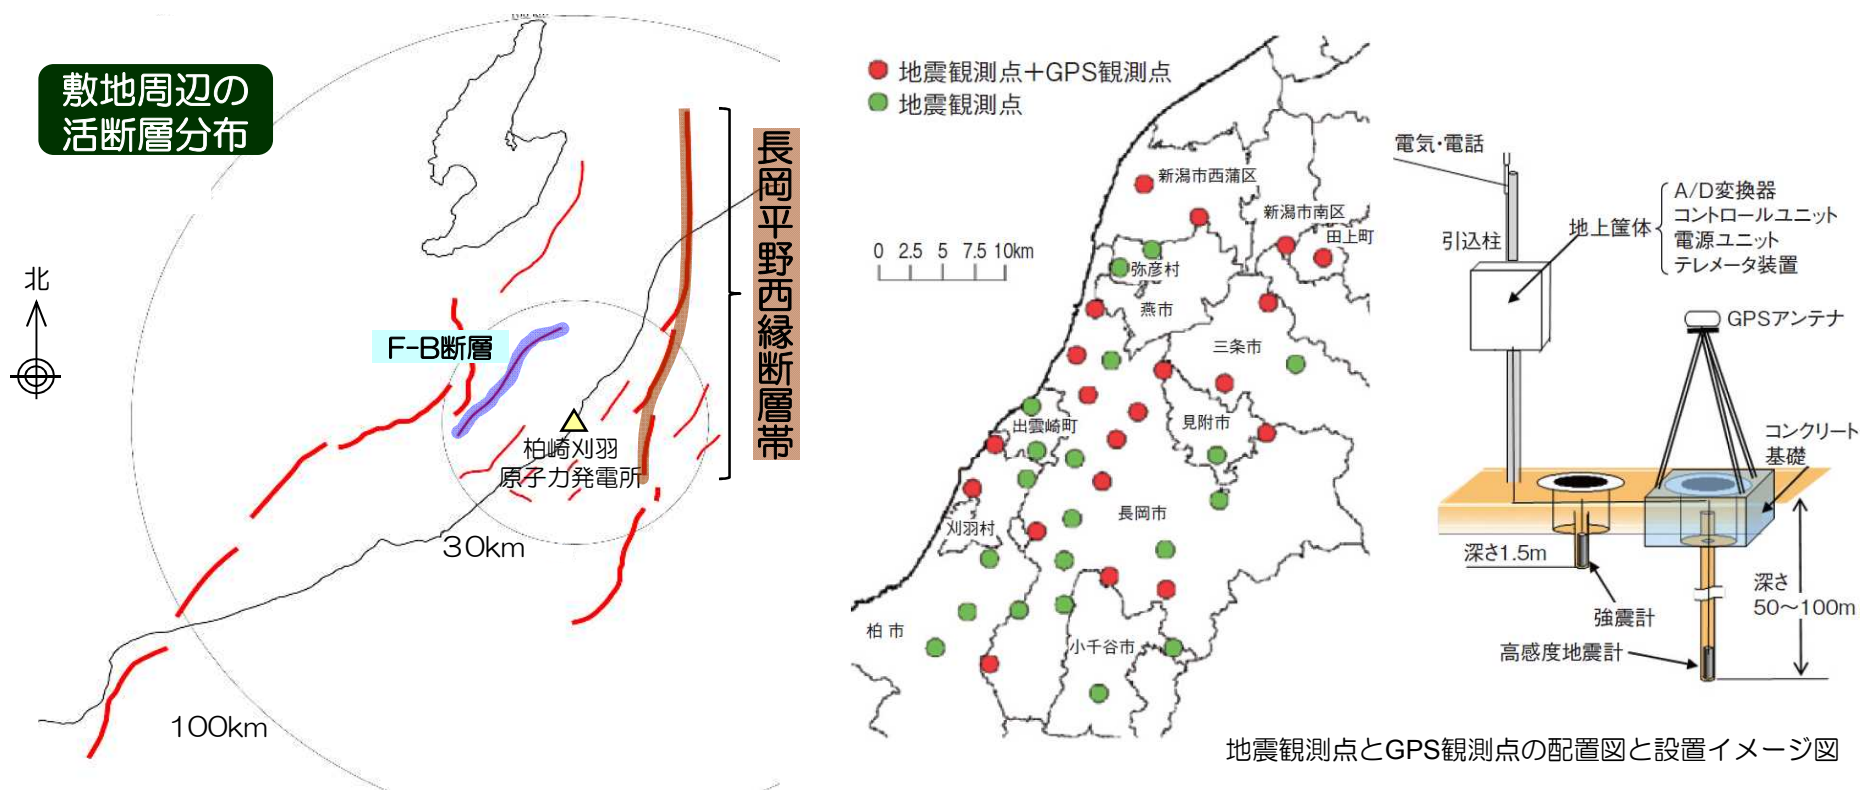 敷地周辺の
活断層分布
北
F-B断層
長岡平野西縁断層帯
柏崎刈羽
原子力発電所
30km
100km
地震観測点＋GPS観測点
地震観測点
0 2.5 5 7.5 10km
新潟市西蒲区
新潟市南区
田上町
弥彦村
燕市
三条市
出雲崎町
見附市
長岡市
刈羽村
柏 市
小千谷市
電気・電話
引込柱
地上筐体
A/D変換器
コントロールユニット
電源ユニット
テレメータ装置
GPSアンテナ
コンクリート
基礎
深さ1.5m
強震計
高感度地震計
深さ
50〜100m
地震観測点とGPS観測点の配置図と設置イメージ図